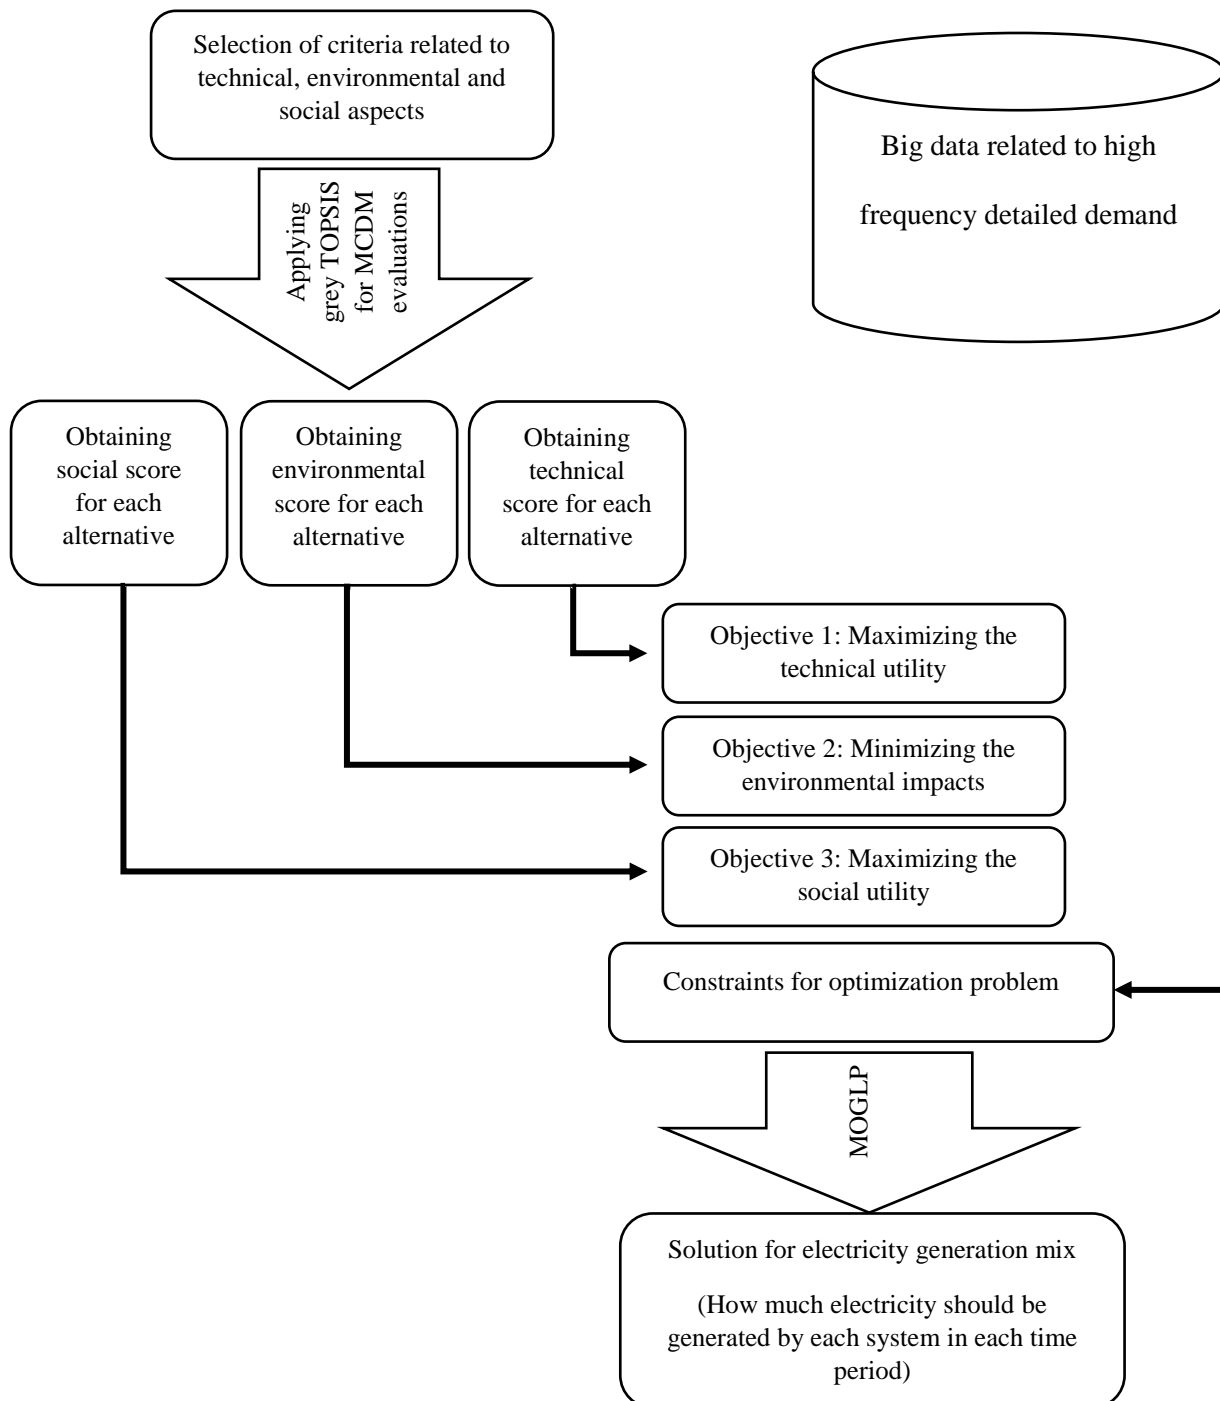 Selection of criteria related to
technical, environmental and
social aspects
Big data related to high
frequency detailed demand
Applying
grey TOPSIS
for MCDM
evaluations
Obtaining
social score
for each
alternative
Obtaining
environmental
score for each
alternative
Obtaining
technical
score for each
alternative
Objective 1: Maximizing the
technical utility
Objective 2: Minimizing the
environmental impacts
Objective 3: Maximizing the
social utility
Constraints for optimization problem
MOGLP
Solution for electricity generation mix
(How much electricity should be
generated by each system in each time
period)